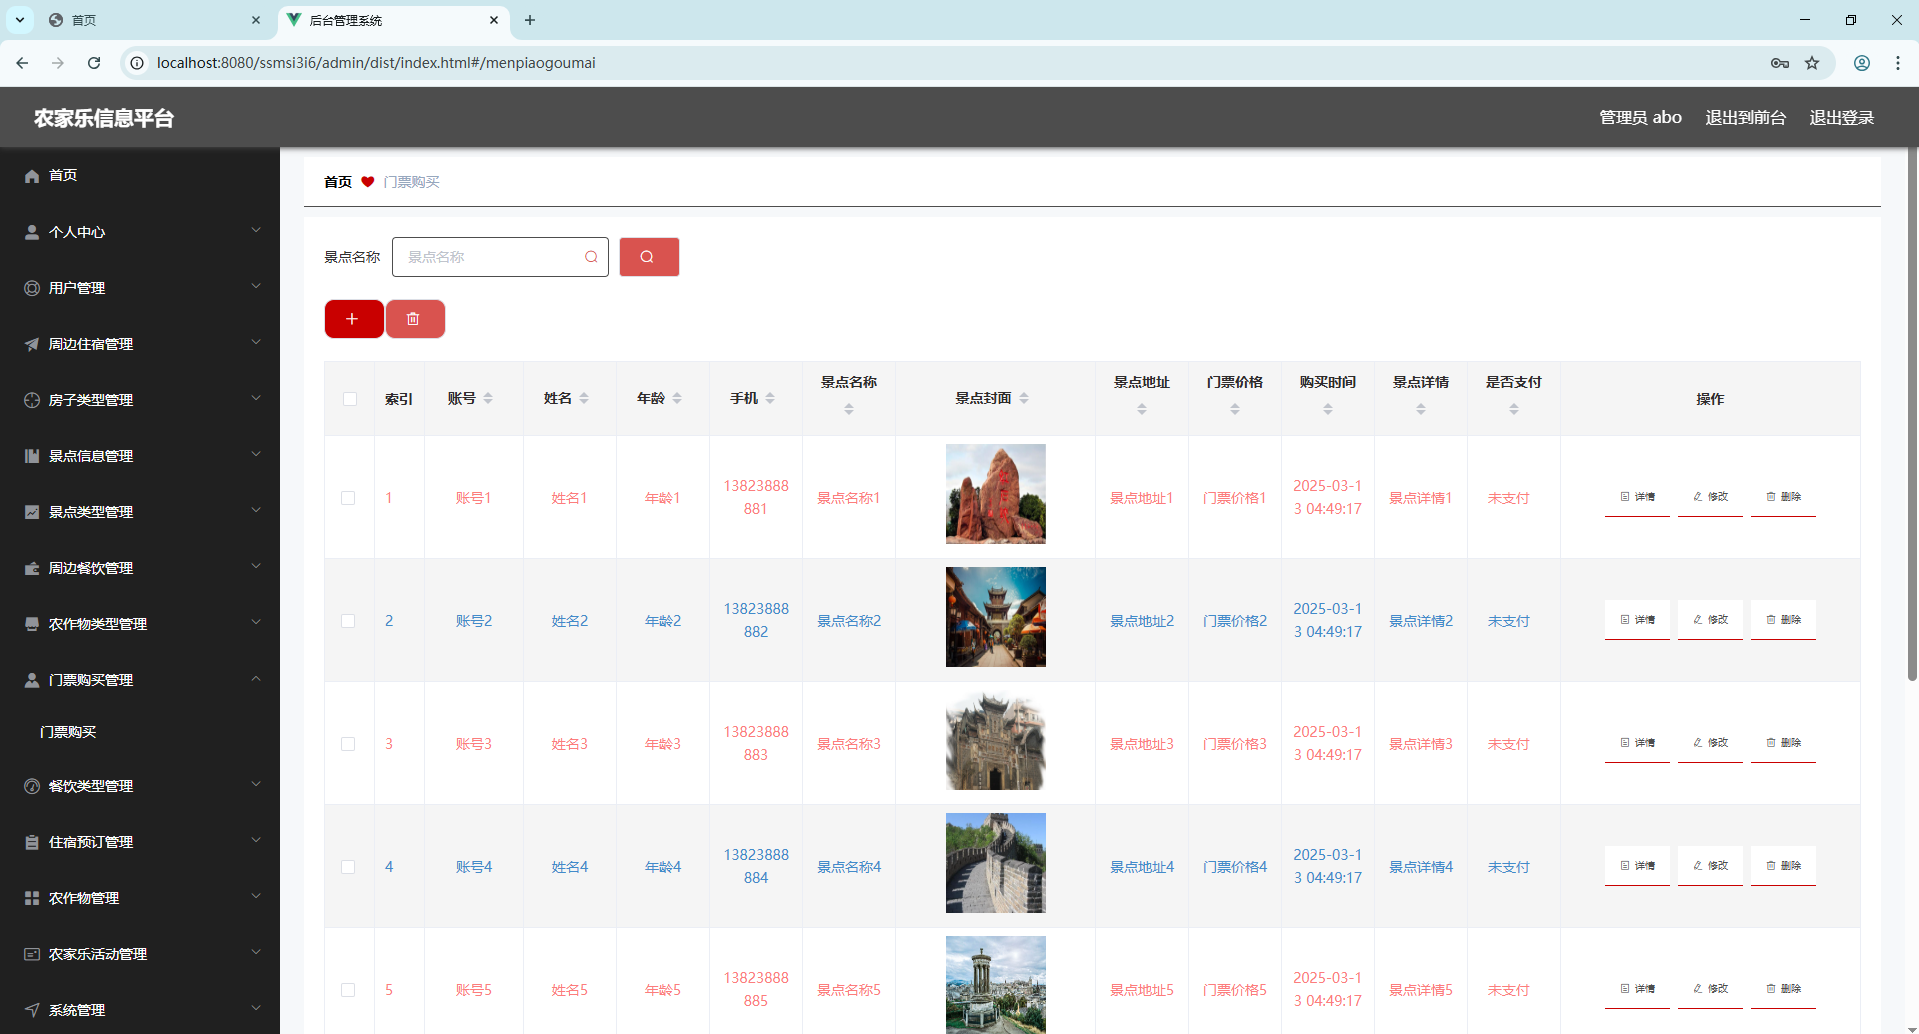 首页
后台管理系统
localhost:8080/ssmsi3i6/admin/dist/index.html#/menpiaogoumai
农家乐信息平台
管理员 abo 退出到前台 退出登录
首页
个人中心
用户管理
周边住宿管理
房子类型管理
景点信息管理
景点类型管理
周边餐饮管理
农作物类型管理
门票购买管理
门票购买
餐饮类型管理
住宿预订管理
农作物管理
农家乐活动管理
系统管理
首页 门票购买
景点名称 景点名称
索引 账号 姓名 年龄 手机 景点名称 景点封面 景点地址 门票价格 购买时间 景点详情 是否支付 操作
1 账号1 姓名1 年龄1 13823888881 景点名称1 景点地址1 门票价格1 2025-03-13 04:49:17 景点详情1 未支付 详情 修改 删除
2 账号2 姓名2 年龄2 13823888882 景点名称2 景点地址2 门票价格2 2025-03-13 04:49:17 景点详情2 未支付 详情 修改 删除
3 账号3 姓名3 年龄3 13823888883 景点名称3 景点地址3 门票价格3 2025-03-13 04:49:17 景点详情3 未支付 详情 修改 删除
4 账号4 姓名4 年龄4 13823888884 景点名称4 景点地址4 门票价格4 2025-03-13 04:49:17 景点详情4 未支付 详情 修改 删除
5 账号5 姓名5 年龄5 13823888885 景点名称5 景点地址5 门票价格5 2025-03-13 04:49:17 景点详情5 未支付 详情 修改 删除